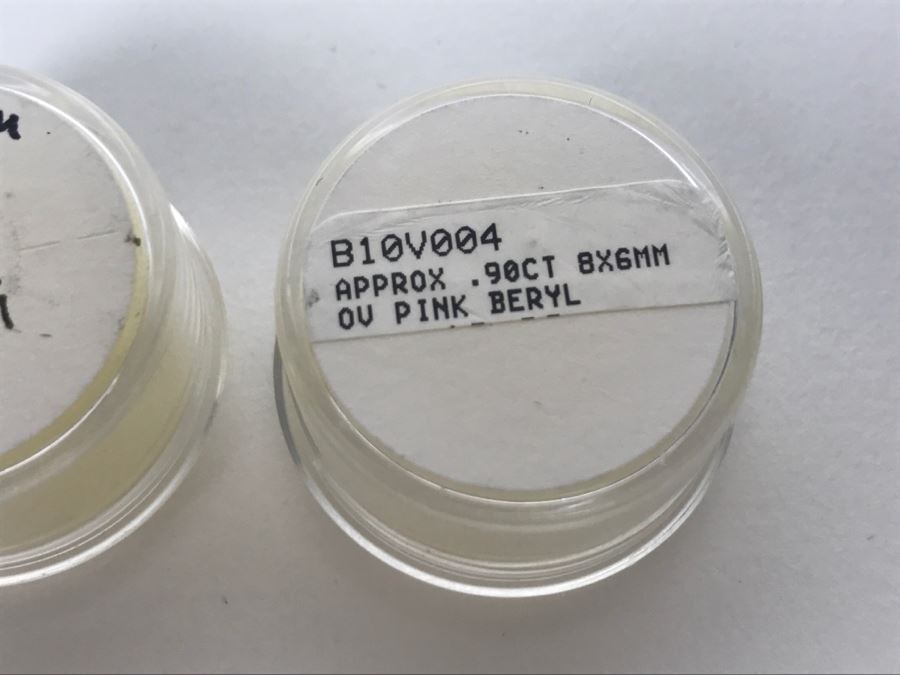 B10V004
APPROX .90CT 8X6MM
OV PINK BERYL